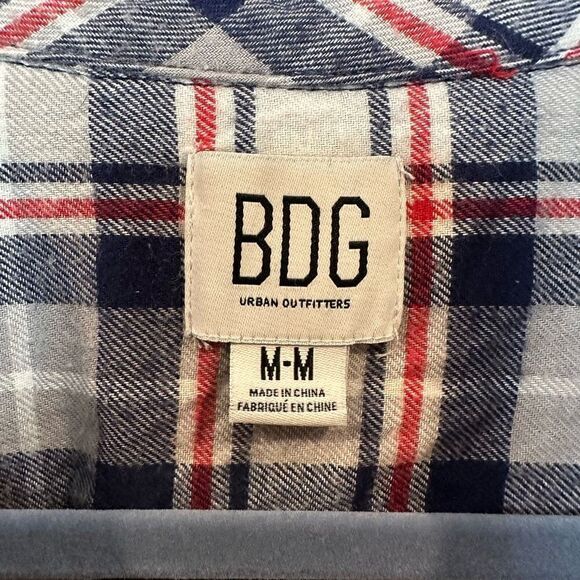 BDG
URBAN OUTFITTERS
M-M
MADE IN CHINA
FABRIQUÉ EN CHINE